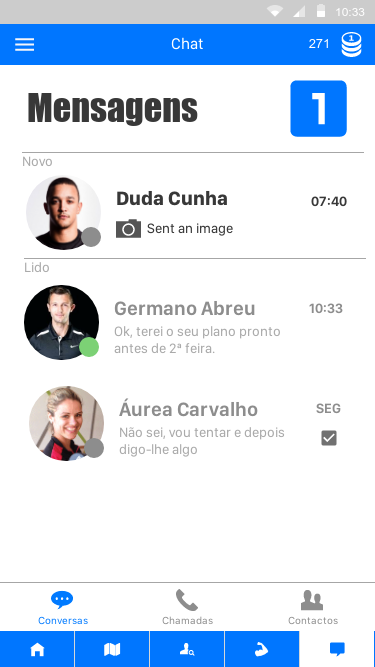 10:33
Chat
271
1
Mensagens
1
Novo
Duda Cunha
07:40
Sent an image
Lido
Germano Abreu
10:33
Ok, terei o seu plano pronto
antes de 2ª feira.
Áurea Carvalho
SEG
Não sei, vou tentar e depois
digo-lhe algo
Conversas
Chamadas
Contactos